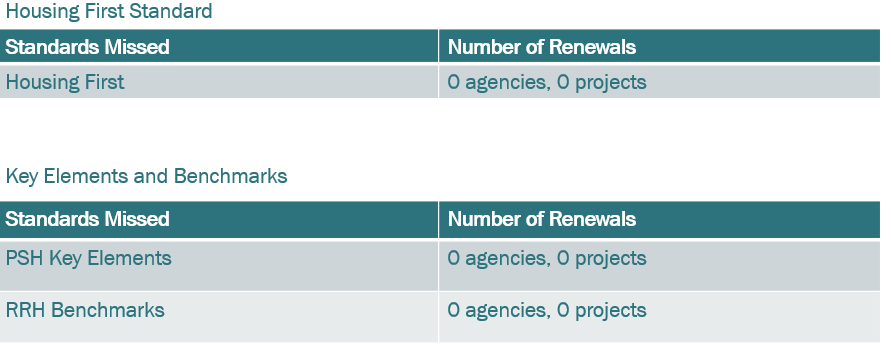 Housing First Standard
Standards Missed Number of Renewals
Housing First 0 agencies, 0 projects
Key Elements and Benchmarks
Standards Missed Number of Renewals
PSH Key Elements 0 agencies, 0 projects
RRH Benchmarks 0 agencies, 0 projects